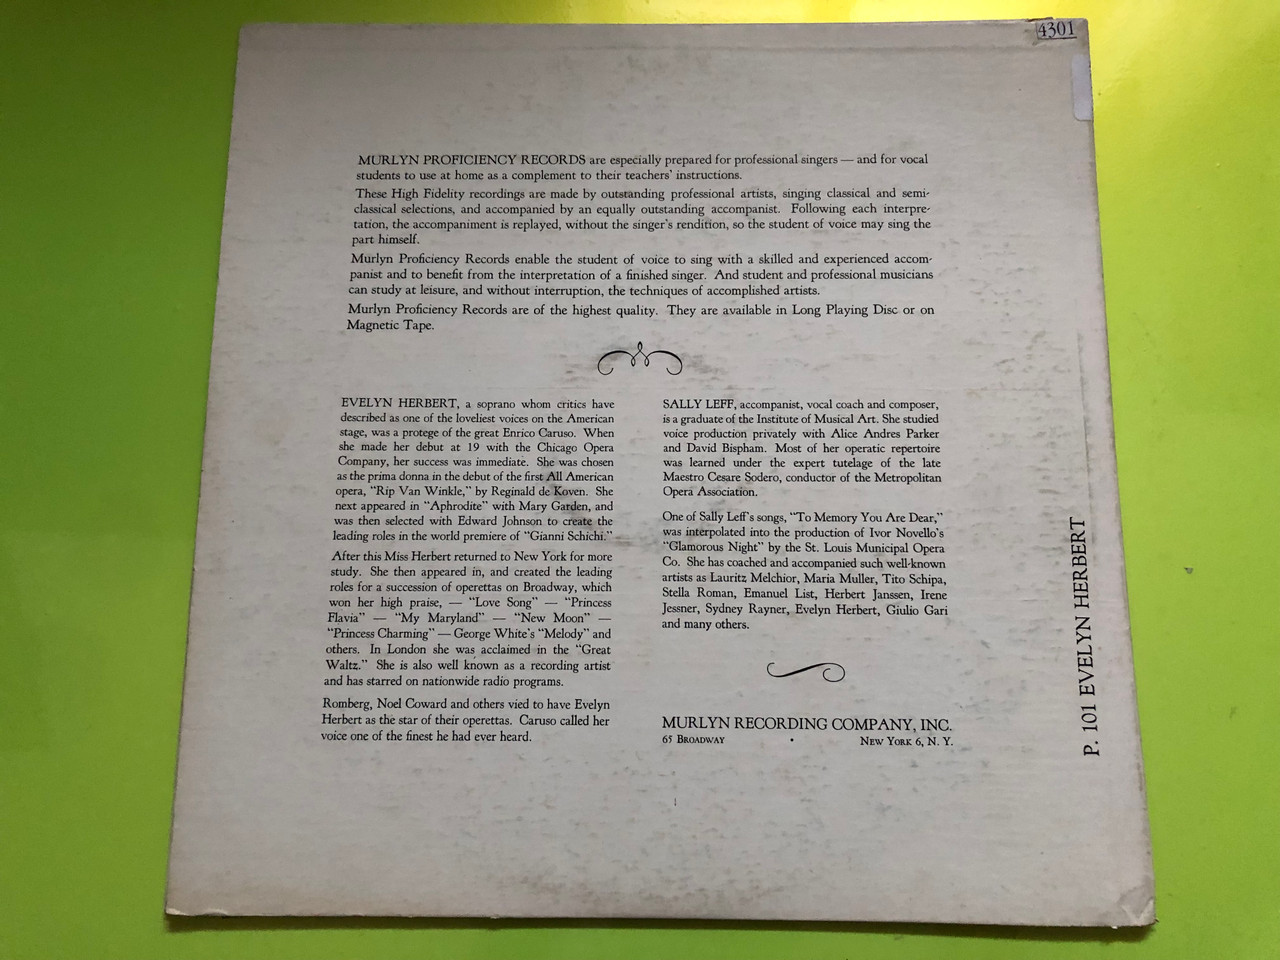 4301
MURLYN PROFICIENCY RECORDS are especially prepared for professional singers — and for vocal
students to use at home as a complement to their teachers' instructions.
These High Fidelity recordings are made by outstanding professional artists, singing classical and semi-
classical selections, and accompanied by an equally outstanding accompanist. Following each interpre-
tation, the accompaniment is replayed, without the singer's rendition, so the student of voice may sing the
part himself.
Murlyn Proficiency Records enable the student of voice to sing with a skilled and experienced accom-
panist and to benefit from the interpretation of a finished singer. And student and professional musicians
can study at leisure, and without interruption, the techniques of accomplished artists.
Murlyn Proficiency Records are of the highest quality. They are available in Long Playing Disc or on
Magnetic Tape.
EVELYN HERBERT, a soprano whom critics have
described as one of the loveliest voices on the American
stage, was a protege of the great Enrico Caruso. When
she made her debut at 19 with the Chicago Opera
Company, her success was immediate. She was chosen
as the prima donna in the debut of the first All American
opera, "Rip Van Winkle," by Reginald de Koven. She
next appeared in "Aphrodite" with Mary Garden, and
was then selected with Edward Johnson to create the
leading roles in the world premiere of "Gianni Schichi."
After this Miss Herbert returned to New York for more
study. She then appeared in, and created the leading
roles for a succession of operettas on Broadway, which
won her high praise, — "Love Song" — "Princess
Flavia" — "My Maryland" — "New Moon" —
"Princess Charming" — George White's "Melody" and
others. In London she was acclaimed in the "Great
Waltz." She is also well known as a recording artist
and has starred on nationwide radio programs.
Romberg, Noel Coward and others vied to have Evelyn
Herbert as the star of their operettas. Caruso called her
voice one of the finest he had ever heard.
SALLY LEFF, accompanist, vocal coach and composer,
is a graduate of the Institute of Musical Art. She studied
voice production privately with Alice Andres Parker
and David Bispham. Most of her operatic repertoire
was learned under the expert tutelage of the late
Maestro Cesare Sodero, conductor of the Metropolitan
Opera Association.
One of Sally Leff's songs, "To Memory You Are Dear,"
was interpolated into the production of Ivor Novello's
"Glamorous Night" by the St. Louis Municipal Opera
Co. She has coached and accompanied such well-known
artists as Lauritz Melchior, Maria Muller, Tito Schipa,
Stella Roman, Emanuel List, Herbert Janssen, Irene
Jessner, Sydney Rayner, Evelyn Herbert, Giulio Gari
and many others.
MURLYN RECORDING COMPANY, INC.
65 BROADWAY • NEW YORK 6, N. Y.
P. 101 EVELYN HERBERT